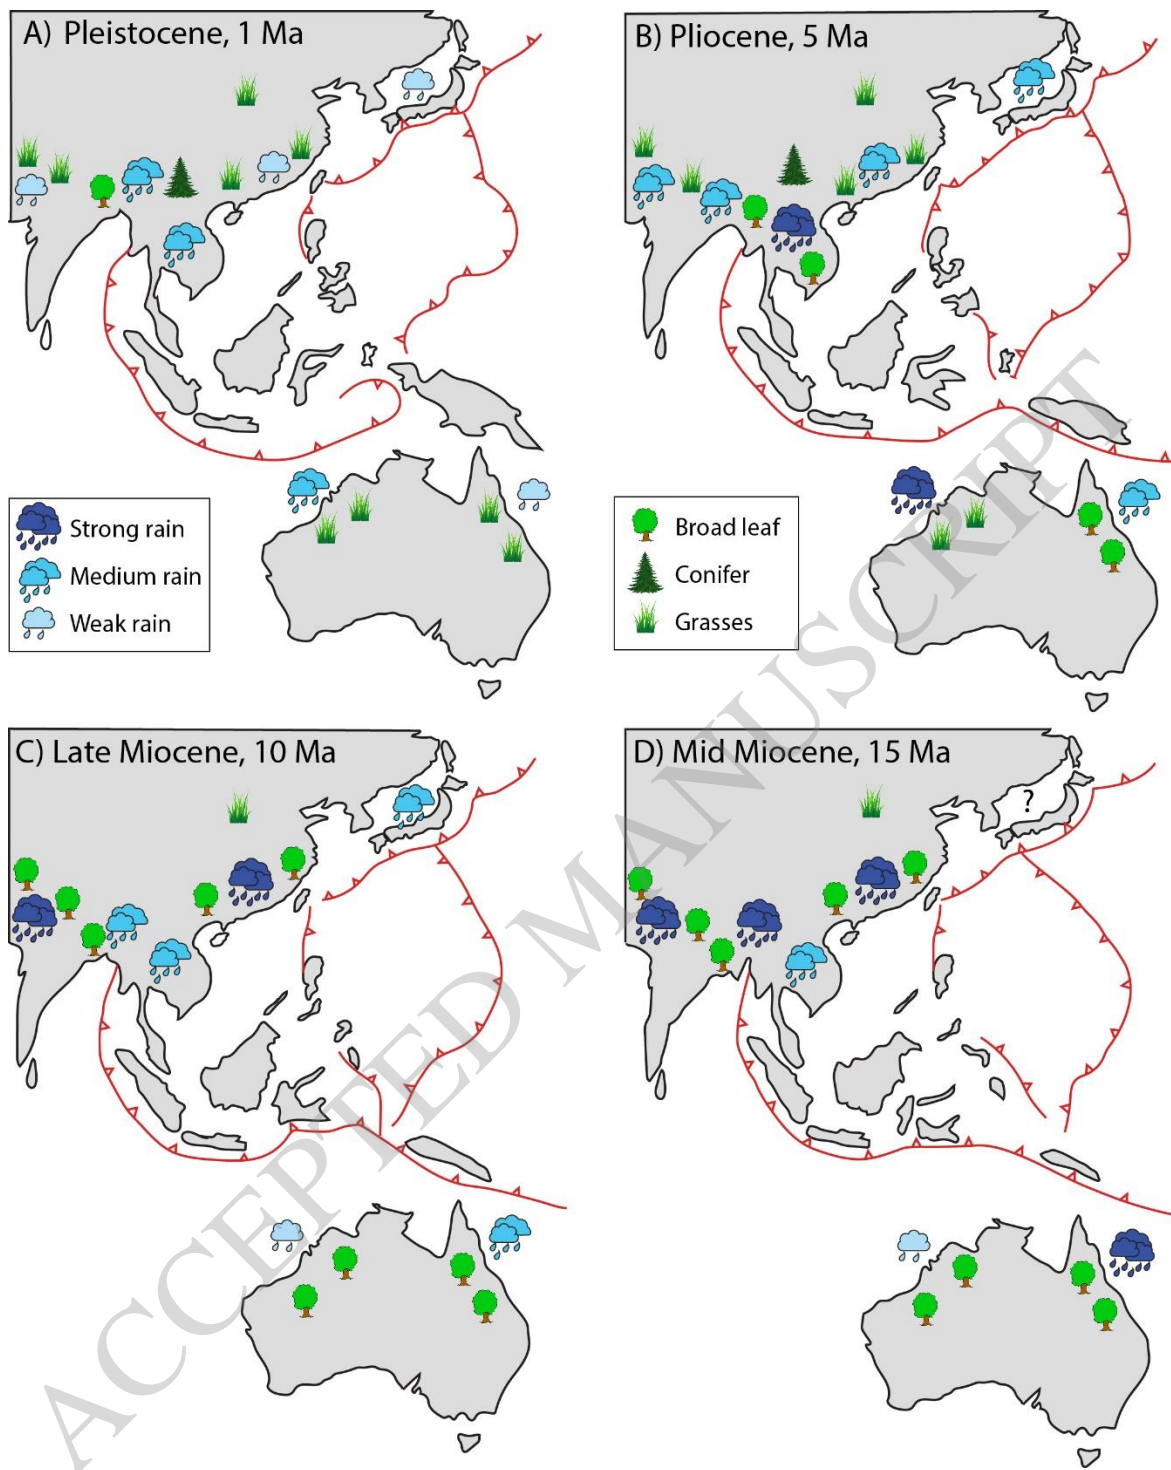 A) Pleistocene, 1 Ma
B) Pliocene, 5 Ma
Strong rain
Medium rain
Weak rain
Broad leaf
Conifer
Grasses
C) Late Miocene, 10 Ma
D) Mid Miocene, 15 Ma
?
ACCEPTED MANUSCRIPT